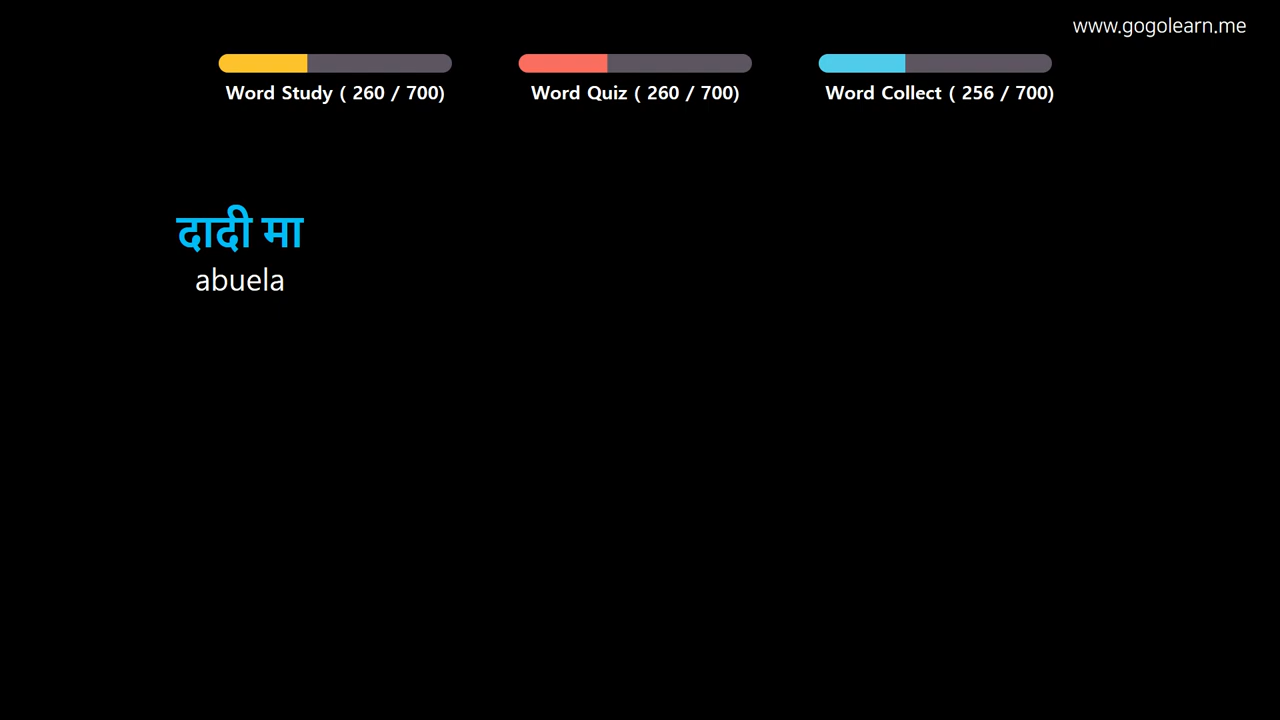 www.gogolearn.me
Word Study ( 260 / 700)
Word Quiz ( 260 / 700)
Word Collect ( 256 / 700)
दादी मा
abuela